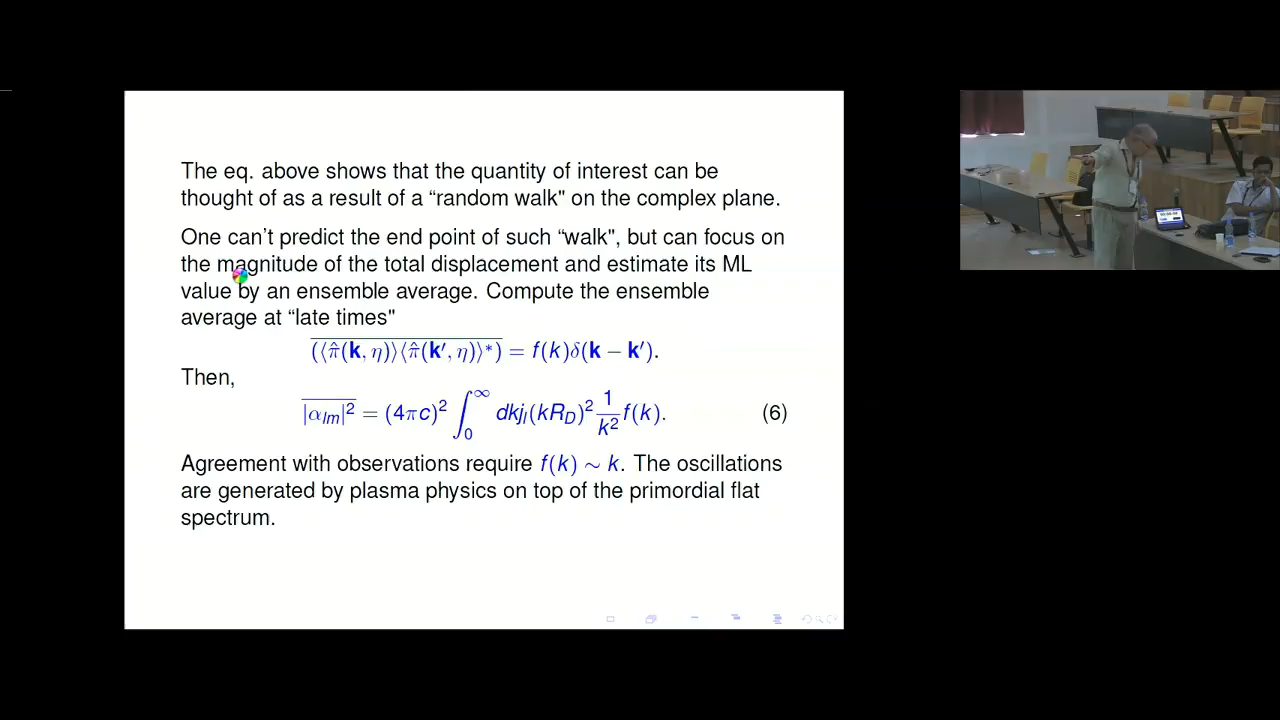 The eq. above shows that the quantity of interest can be
thought of as a result of a “random walk" on the complex plane.
One can’t predict the end point of such “walk", but can focus on
the magnitude of the total displacement and estimate its ML
value by an ensemble average. Compute the ensemble
average at “late times"
$\overline{(\langle\hat{\pi}(\mathbf{k}, \eta)\rangle\langle\hat{\pi}(\mathbf{k}', \eta)\rangle^*)} = f(k)\delta(\mathbf{k} - \mathbf{k}').$
Then,
$\overline{|\alpha_{lm}|^2} = (4\pi c)^2 \int_0^\infty dk j_l(kR_D)^2 \frac{1}{k^2} f(k).$ (6)
Agreement with observations require f(k) ∼ k. The oscillations
are generated by plasma physics on top of the primordial flat
spectrum.